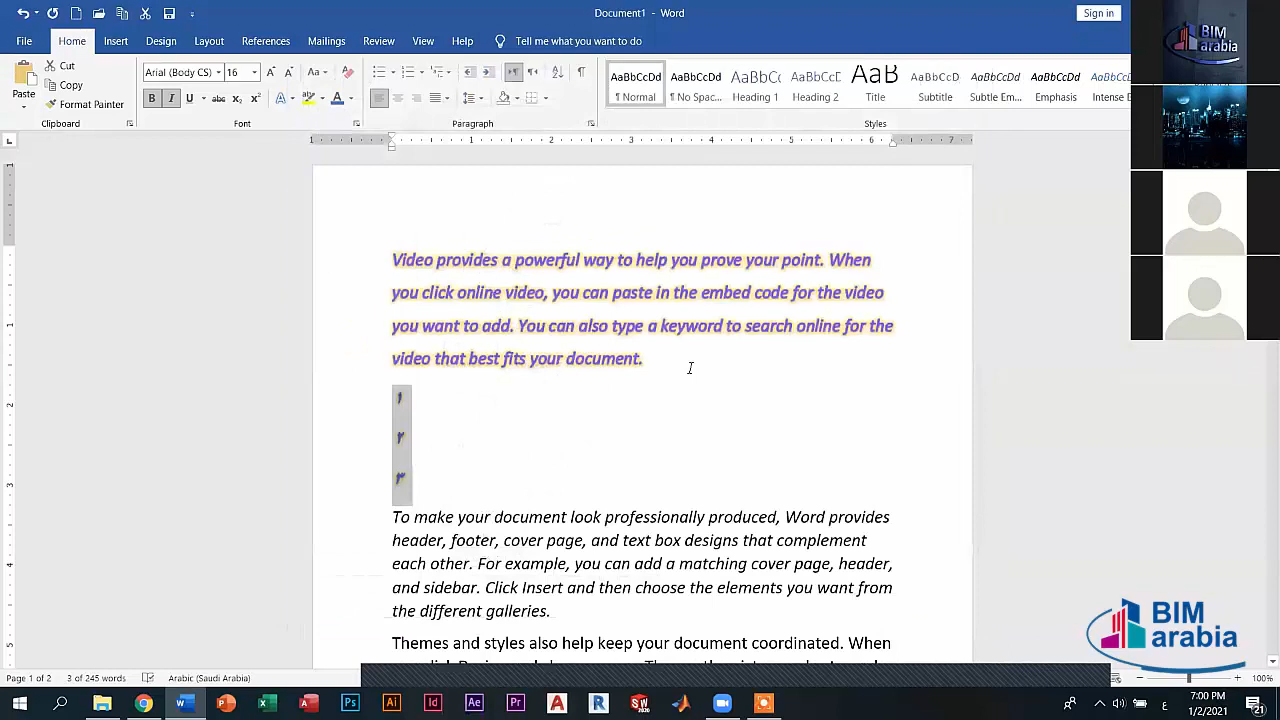 Document1 - Word
Sign in
File Home Insert Design Layout References Mailings Review View Help Tell me what you want to do
Cut
Copy
Format Painter
Paste
Clipboard
Arial (Body CS) 16
Font
Paragraph
AaBbCcDd AaBbCcDd AaBbCc AaBbCcC AaB AaBbCcD AaBbCcDd AaBbCcDd
¶ Normal ¶ No Spac... Heading 1 Heading 2 Title Subtitle Subtle Em... Emphasis Intense E
Styles
Video provides a powerful way to help you prove your point. When
you click online video, you can paste in the embed code for the video
you want to add. You can also type a keyword to search online for the
video that best fits your document.
١
٢
٣
To make your document look professionally produced, Word provides
header, footer, cover page, and text box designs that complement
each other. For example, you can add a matching cover page, header,
and sidebar. Click Insert and then choose the elements you want from
the different galleries.
Themes and styles also help keep your document coordinated. When
BIM
arabia
BIM
arabia
Page 1 of 2 3 of 245 words Arabic (Saudi Arabia)
7:00 PM
1/2/2021